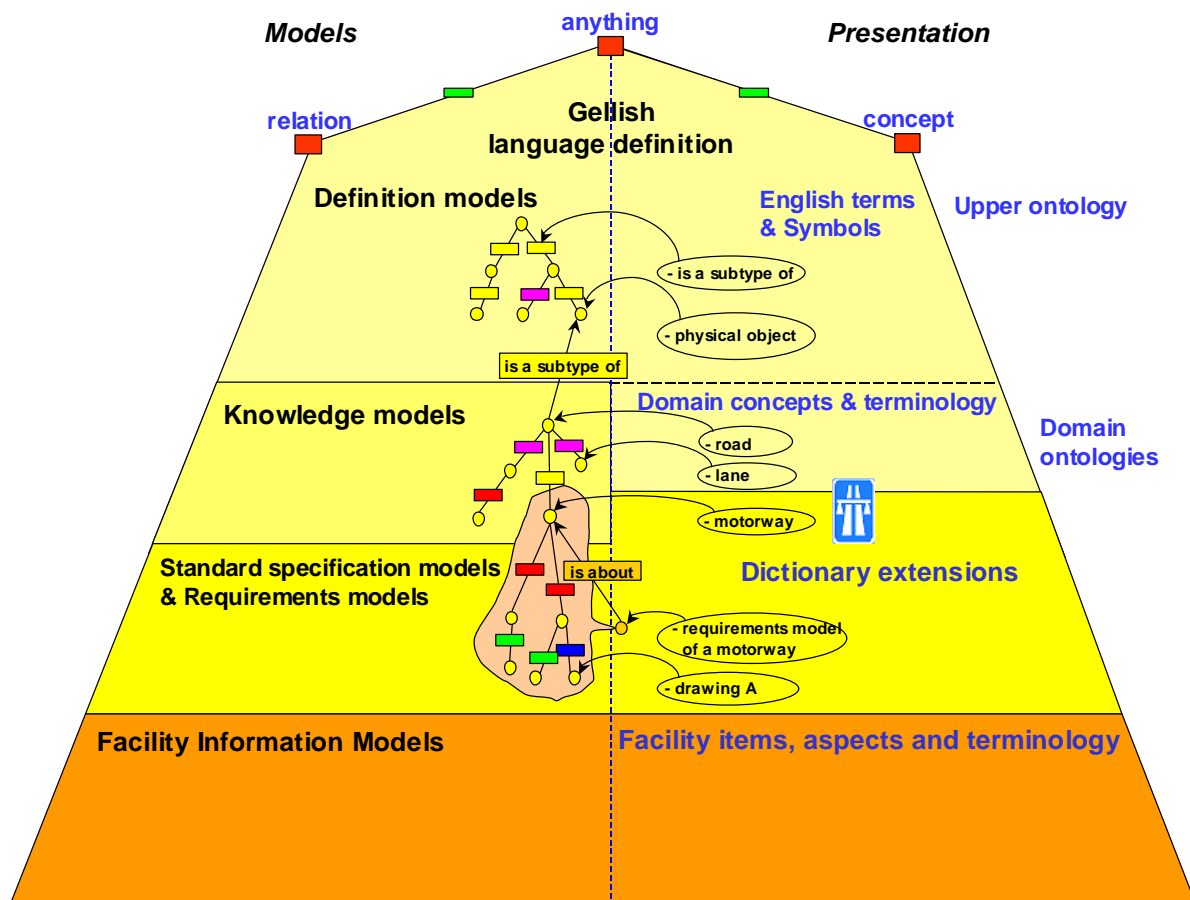 Models
anything
Presentation
relation
concept
Gellish
language definition
Definition models
English terms
& Symbols
Upper ontology
- is a subtype of
- physical object
is a subtype of
Knowledge models
Domain concepts & terminology
- road
- lane
Domain
ontologies
- motorway
Standard specification models
& Requirements models
is about
Dictionary extensions
- requirements model
of a motorway
- drawing A
Facility Information Models
Facility items, aspects and terminology